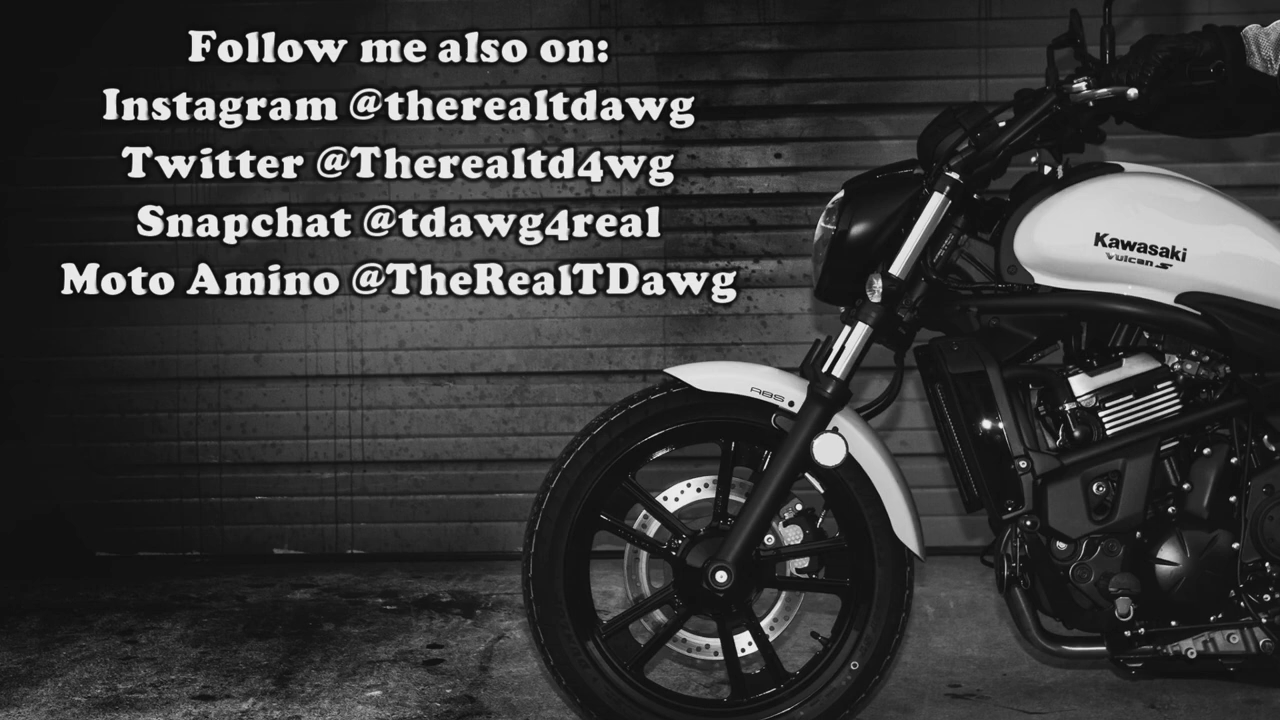 Follow me also on:
Instagram @therealtdawg
Twitter @Therealtd4wg
Snapchat @tdawg4real
Moto Amino @TheRealTDawg
Kawasaki
Vulcan S
ABS